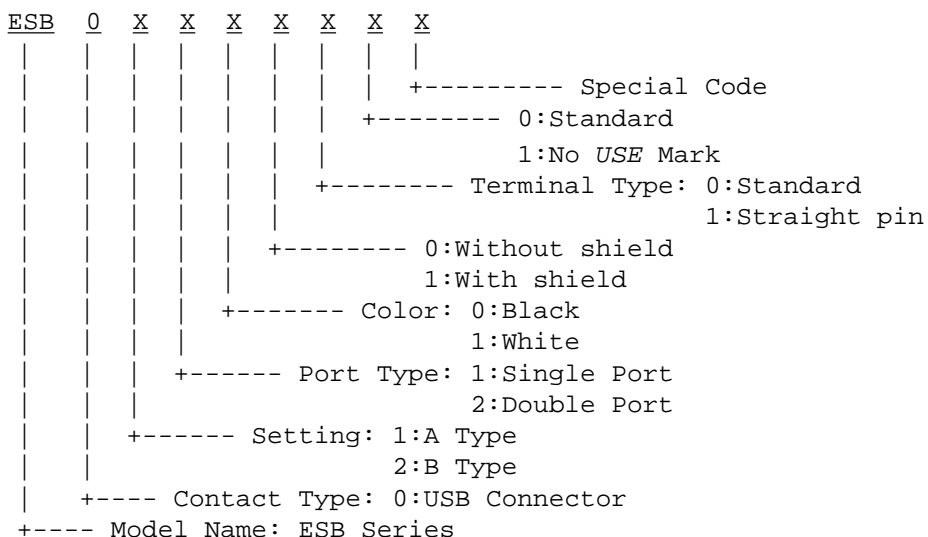 ESB 0 X X X X X X X
Special Code
0:Standard
1:No USE Mark
Terminal Type: 0:Standard
1:Straight pin
0:Without shield
1:With shield
Color: 0:Black
1:White
Port Type: 1:Single Port
2:Double Port
Setting: 1:A Type
2:B Type
Contact Type: 0:USB Connector
Model Name: ESB Series